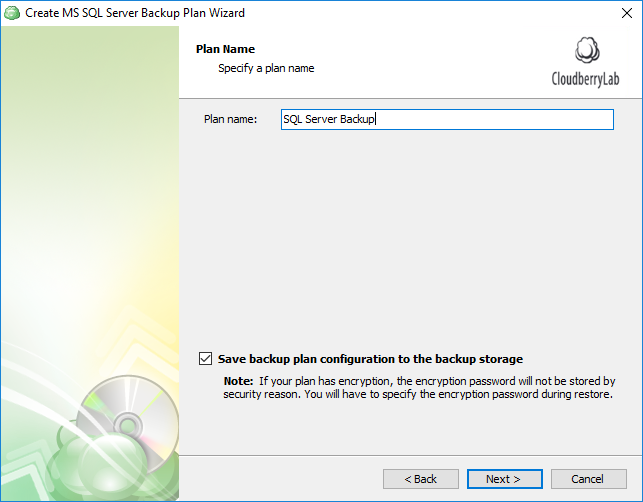 Create MS SQL Server Backup Plan Wizard
Plan Name
Specify a plan name
CloudberryLab
Plan name:
SQL Server Backup
Save backup plan configuration to the backup storage
Note: If your plan has encryption, the encryption password will not be stored by
security reason. You will have to specify the encryption password during restore.
< Back
Next >
Cancel